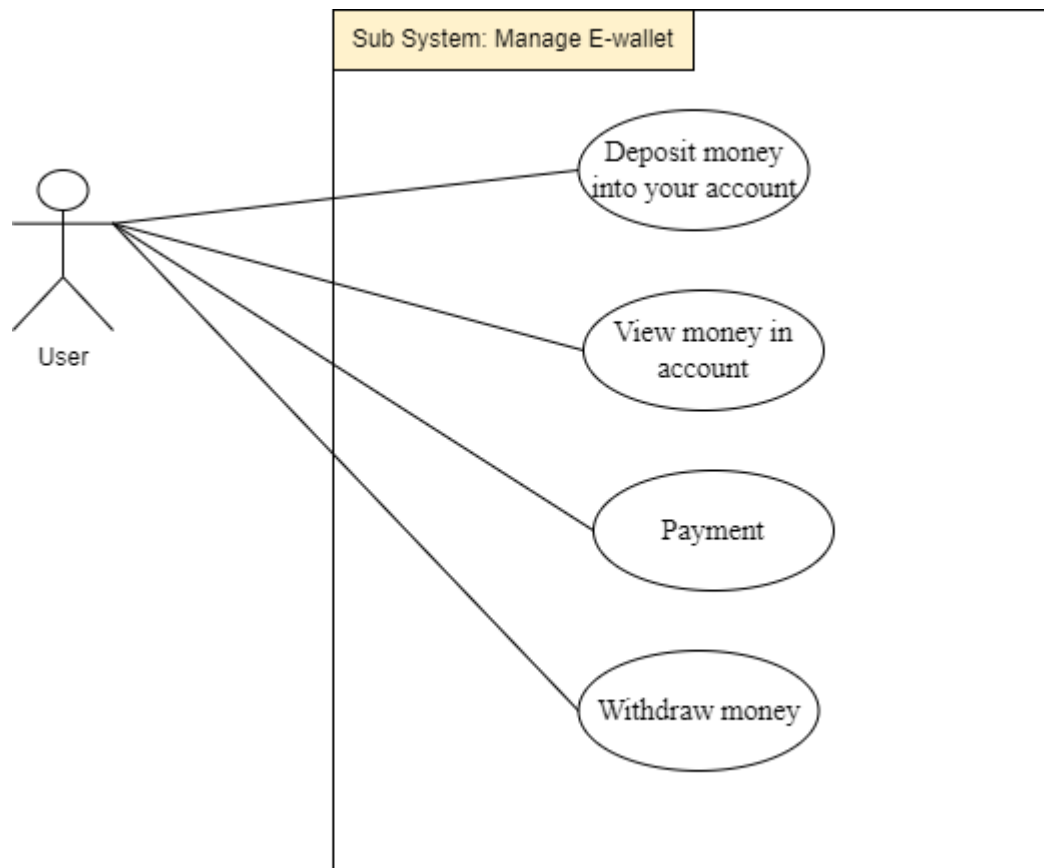 Sub System: Manage E-wallet
Deposit money
into your account
User
View money in
account
Payment
Withdraw money